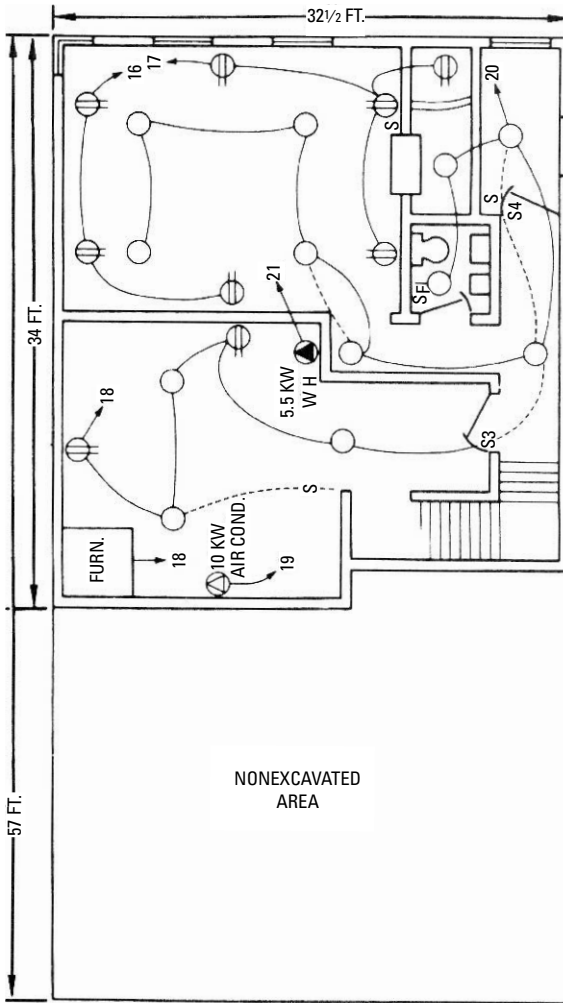 32½ FT.
34 FT.
57 FT.
16
17
20
S
S
S4
SF
21
5.5 KW
W H
18
S3
S
FURN.
18
10 KW
AIR COND.
19
NONEXCAVATED
AREA